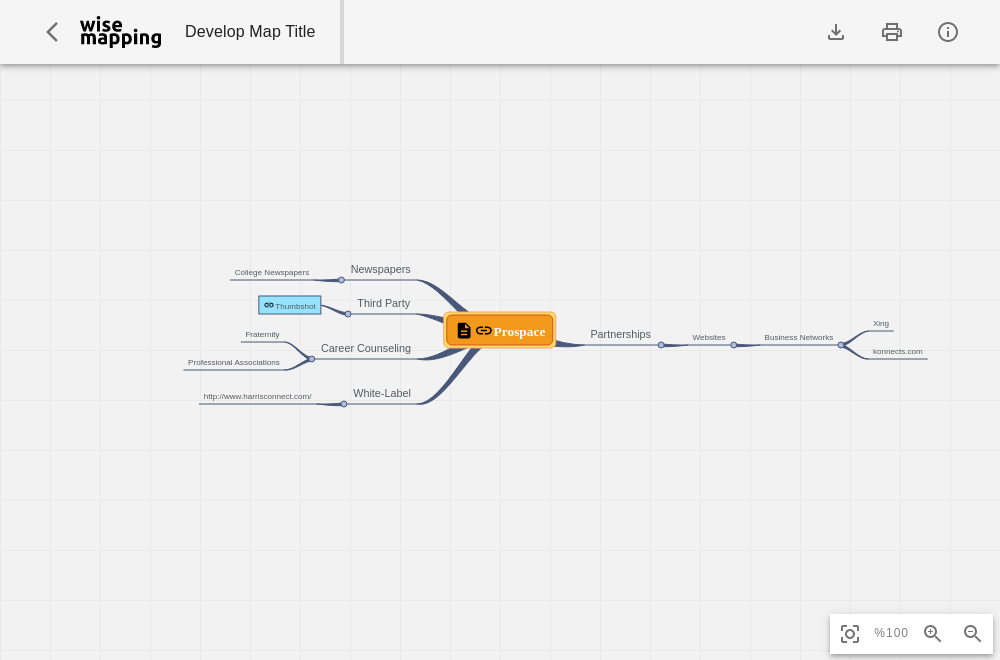 wise
mapping
Develop Map Title
College Newspapers
Newspapers
Thumbshot
Third Party
Fraternity
Career Counseling
Professional Associations
http://www.harrisconnect.com/
White-Label
Prospace
Partnerships
Websites
Business Networks
Xing
konnects.com
%100